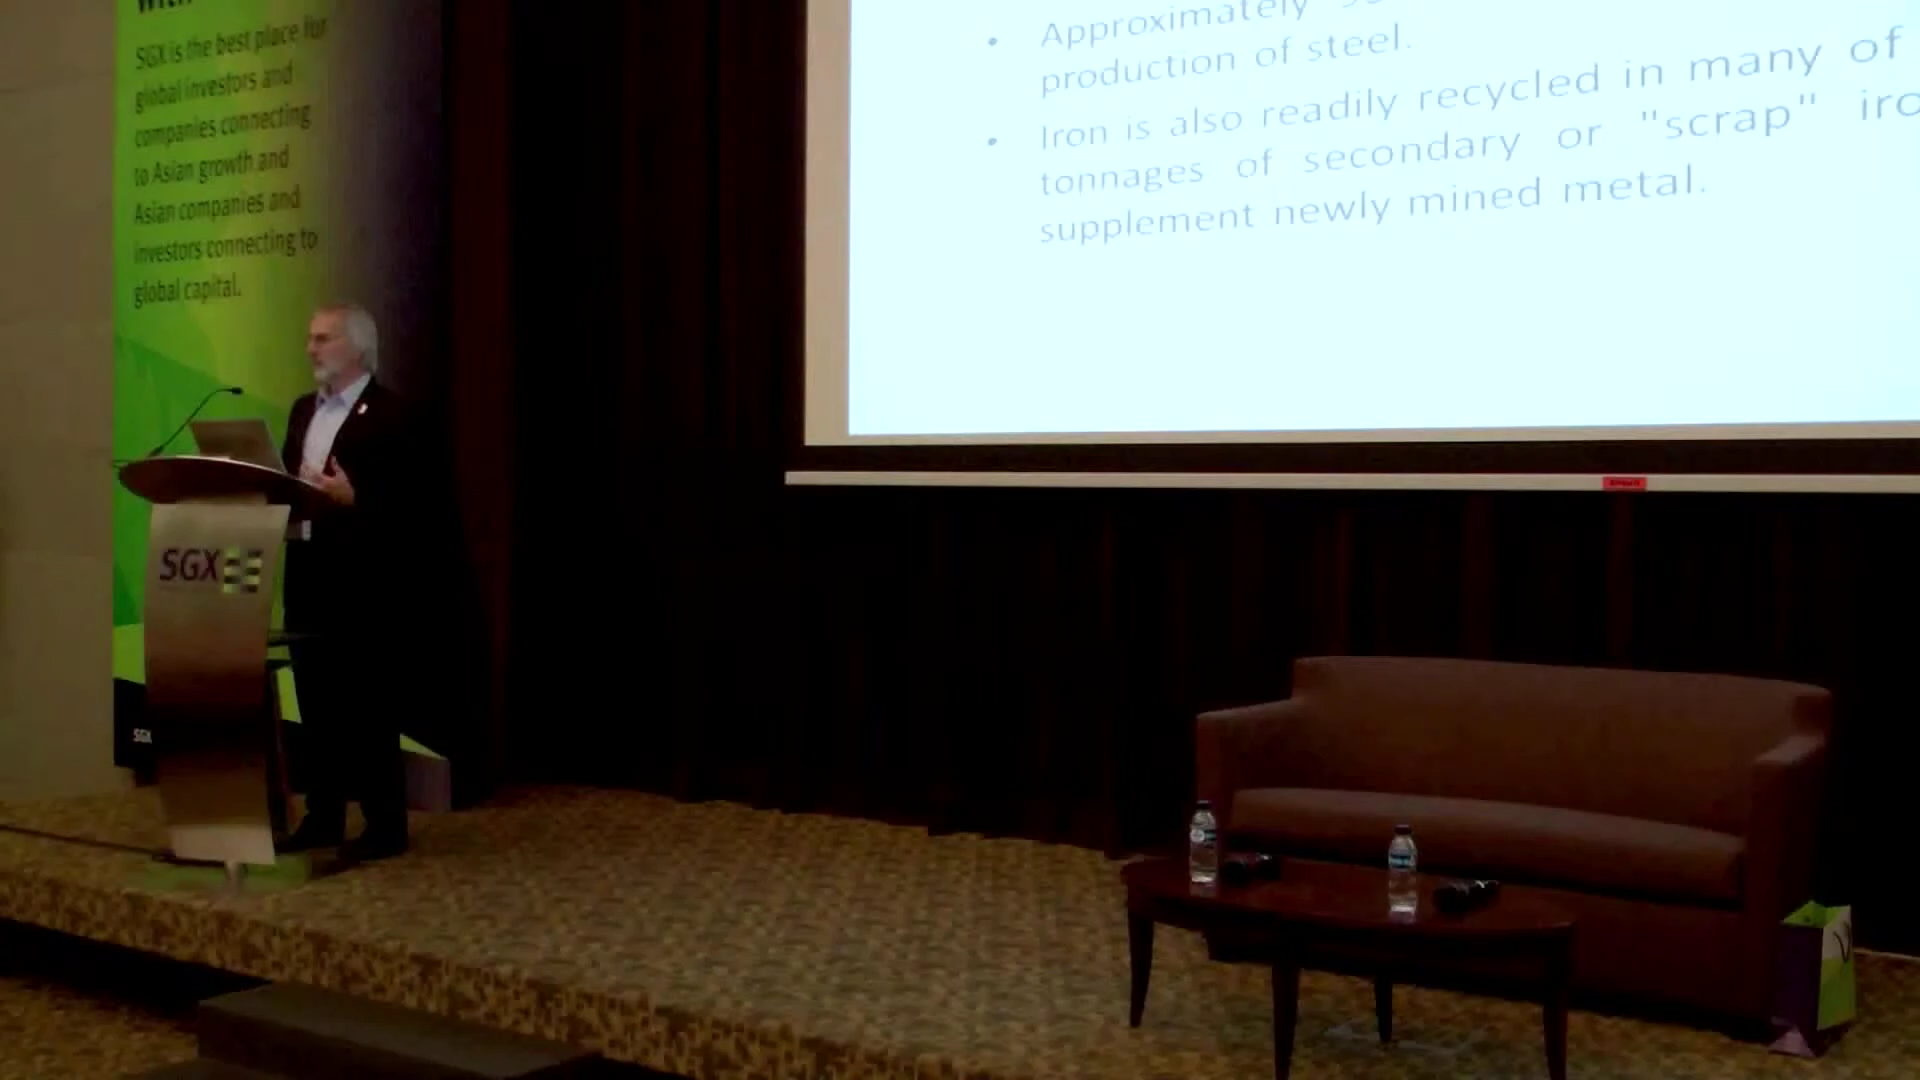 SGX is the best place for
global investors and
companies connecting
to Asian growth and
Asian companies and
investors connecting to
global capital.
SGX
SGX
• Approximately
production of steel.
• Iron is also readily recycled in many of
tonnages of secondary or "scrap"
supplement newly mined metal.